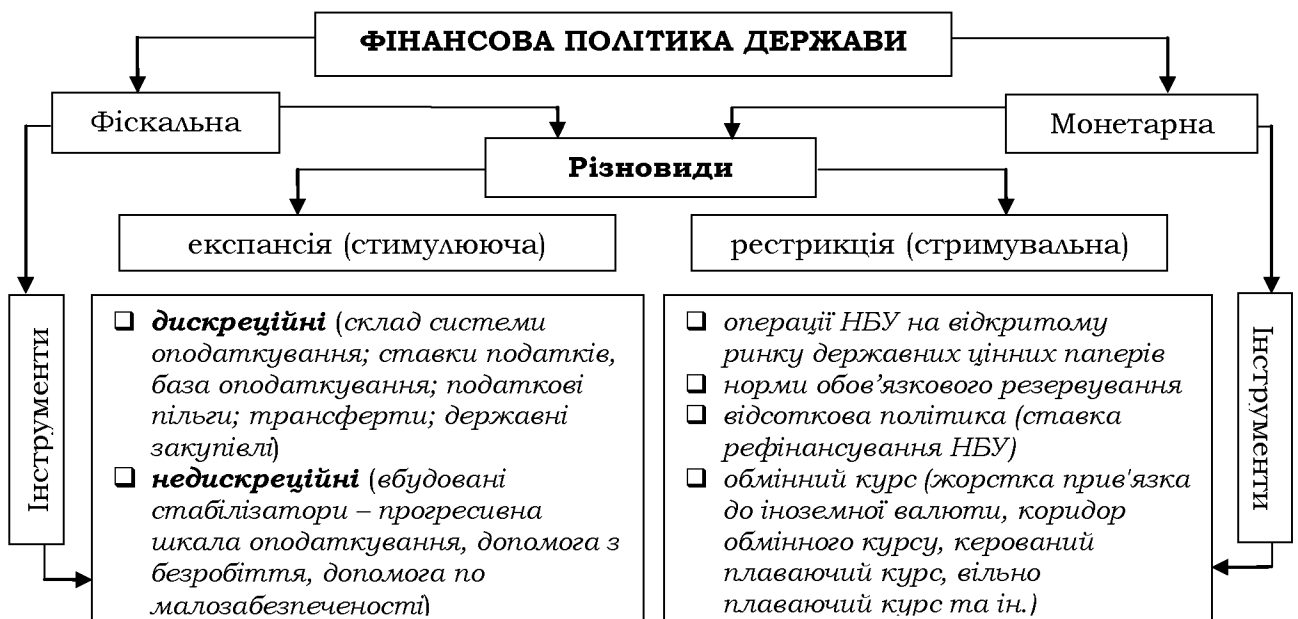 ФІНАНСОВА ПОЛІТИКА ДЕРЖАВИ
Фіскальна
Монетарна
Різновиди
експансія (стимулююча)
рестрикція (стримувальна)
Інструменти
❑ дискреційні (склад системи
оподаткування; ставки податків,
база оподаткування; податкові
пільги; трансферти; державні
закупівлі)
❑ недискреційні (вбудовані
стабілізатори – прогресивна
шкала оподаткування, допомога з
безробіття, допомога по
малозабезпеченості)
❑ операції НБУ на відкритому
ринку державних цінних паперів
❑ норми обов’язкового резервування
❑ відсоткова політика (ставка
рефінансування НБУ)
❑ обмінний курс (жорстка прив'язка
до іноземної валюти, коридор
обмінного курсу, керований
плаваючий курс, вільно
плаваючий курс та ін.)
Інструменти